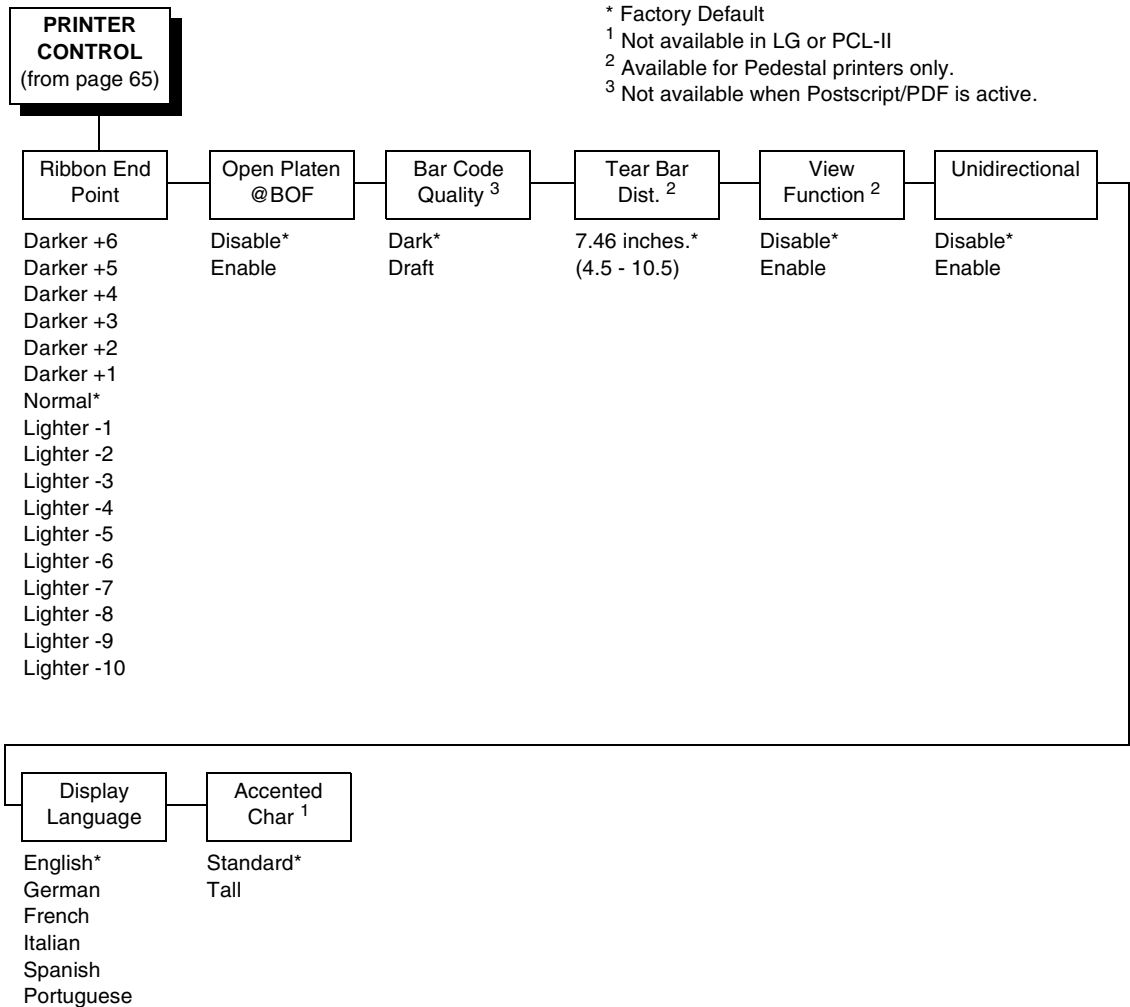 PRINTER
CONTROL
(from page 65)
* Factory Default
1 Not available in LG or PCL-II
2 Available for Pedestal printers only.
3 Not available when Postscript/PDF is active.
Ribbon End
Point
Darker +6
Darker +5
Darker +4
Darker +3
Darker +2
Darker +1
Normal*
Lighter -1
Lighter -2
Lighter -3
Lighter -4
Lighter -5
Lighter -6
Lighter -7
Lighter -8
Lighter -9
Lighter -10
Open Platen
@BOF
Disable*
Enable
Bar Code
Quality 3
Dark*
Draft
Tear Bar
Dist. 2
7.46 inches.*
(4.5 - 10.5)
View
Function 2
Disable*
Enable
Unidirectional
Disable*
Enable
Display
Language
English*
German
French
Italian
Spanish
Portuguese
Accented
Char 1
Standard*
Tall